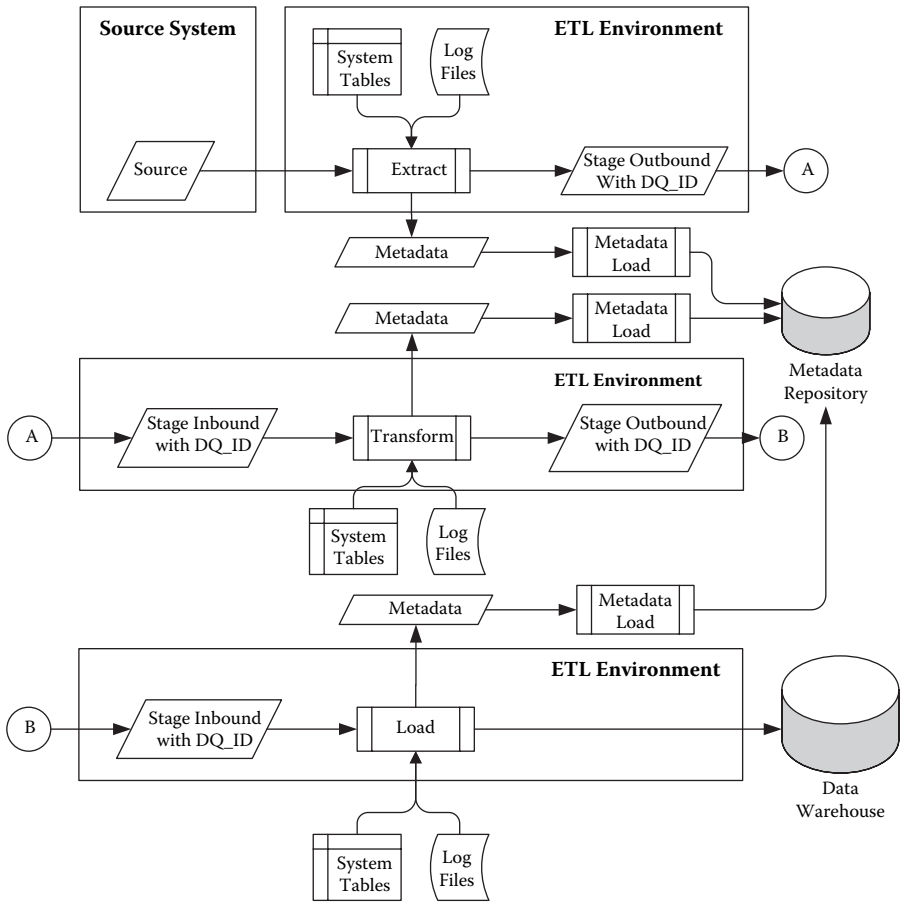 Source System
ETL Environment
System
Tables
Log
Files
Source
Extract
Stage Outbound
With DQ_ID
A
Metadata
Metadata
Load
Metadata
Metadata
Load
Metadata
Repository
ETL Environment
A
Stage Inbound
with DQ_ID
Transform
Stage Outbound
with DQ_ID
B
System
Tables
Log
Files
Metadata
Metadata
Load
ETL Environment
B
Stage Inbound
with DQ_ID
Load
Data
Warehouse
System
Tables
Log
Files